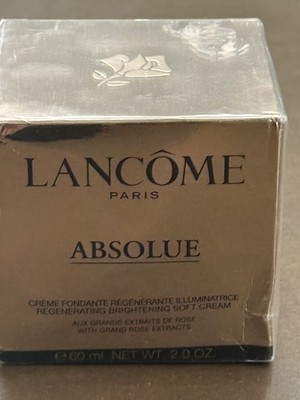 LANCÔME
PARIS
ABSOLUE
CRÈME FONDANTE RÉGÉNÉRANTE ILLUMINATRICE
REGENERATING BRIGHTENING SOFT CREAM
AUX GRANDS EXTRAITS DE ROSE
WITH GRAND ROSE EXTRACTS
℮ 60 ml NET WT. 2.0 OZ.